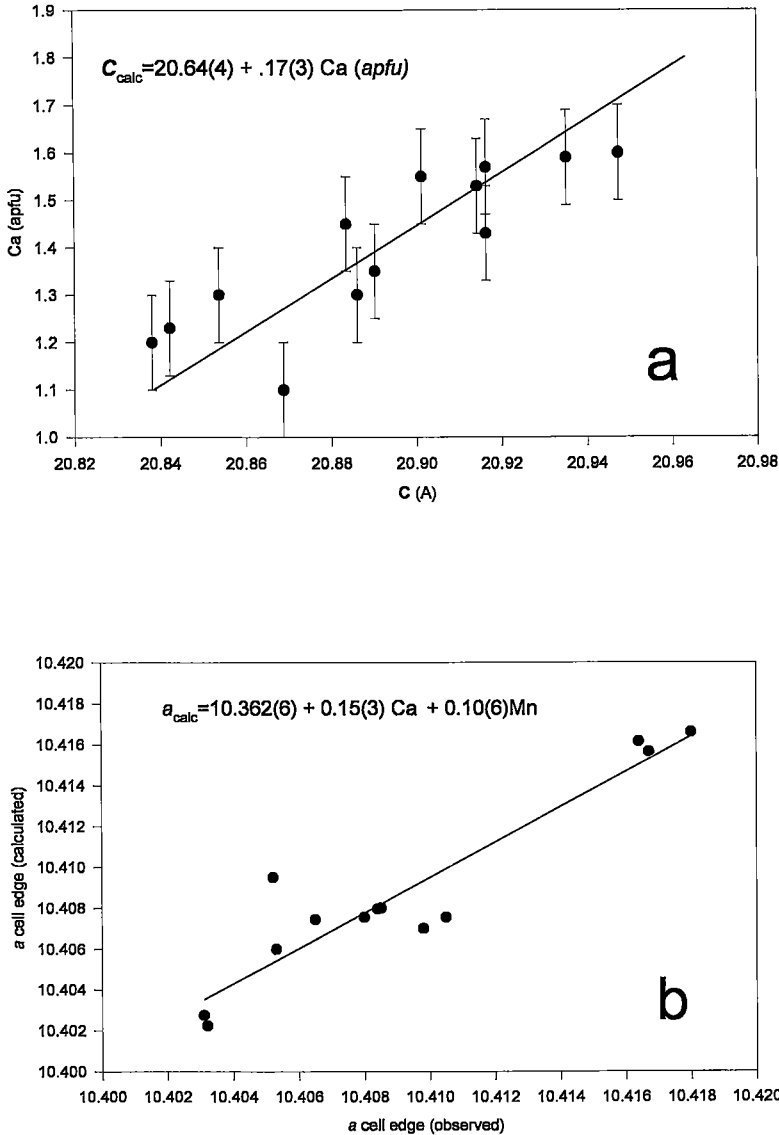 1.9
C calc=20.64(4) + .17(3) Ca (apfu)
1.8
1.7
1.6
1.5
1.4
1.3
1.2
1.1
1.0
Ca (apfu)
a
20.82 20.84 20.86 20.88 20.90 20.92 20.94 20.96 20.98
C (A)
10.420
a calc=10.362(6) + 0.15(3) Ca + 0.10(6)Mn
10.418
10.416
10.414
10.412
10.410
10.408
10.406
10.404
10.402
10.400
a cell edge (calculated)
b
10.400 10.402 10.404 10.406 10.408 10.410 10.412 10.414 10.416 10.418 10.420
a cell edge (observed)